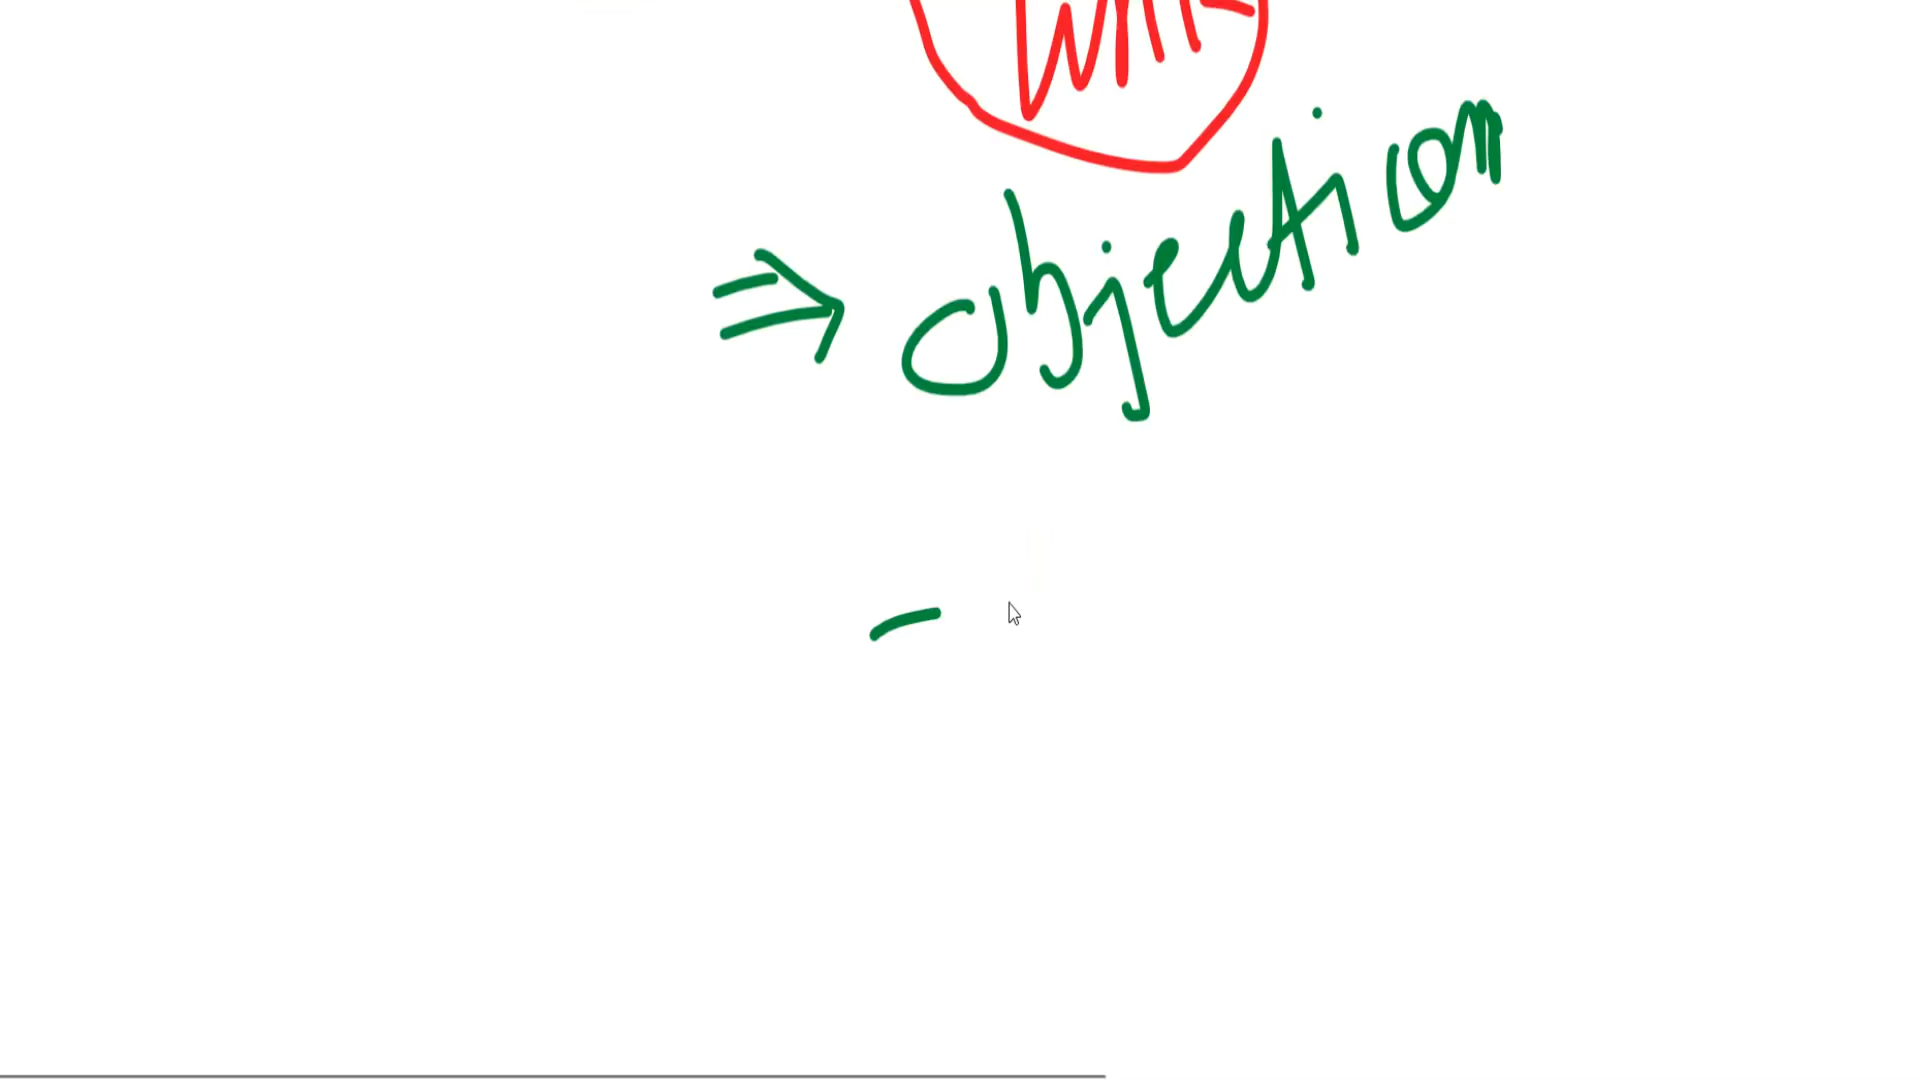 ⇒ objection
-